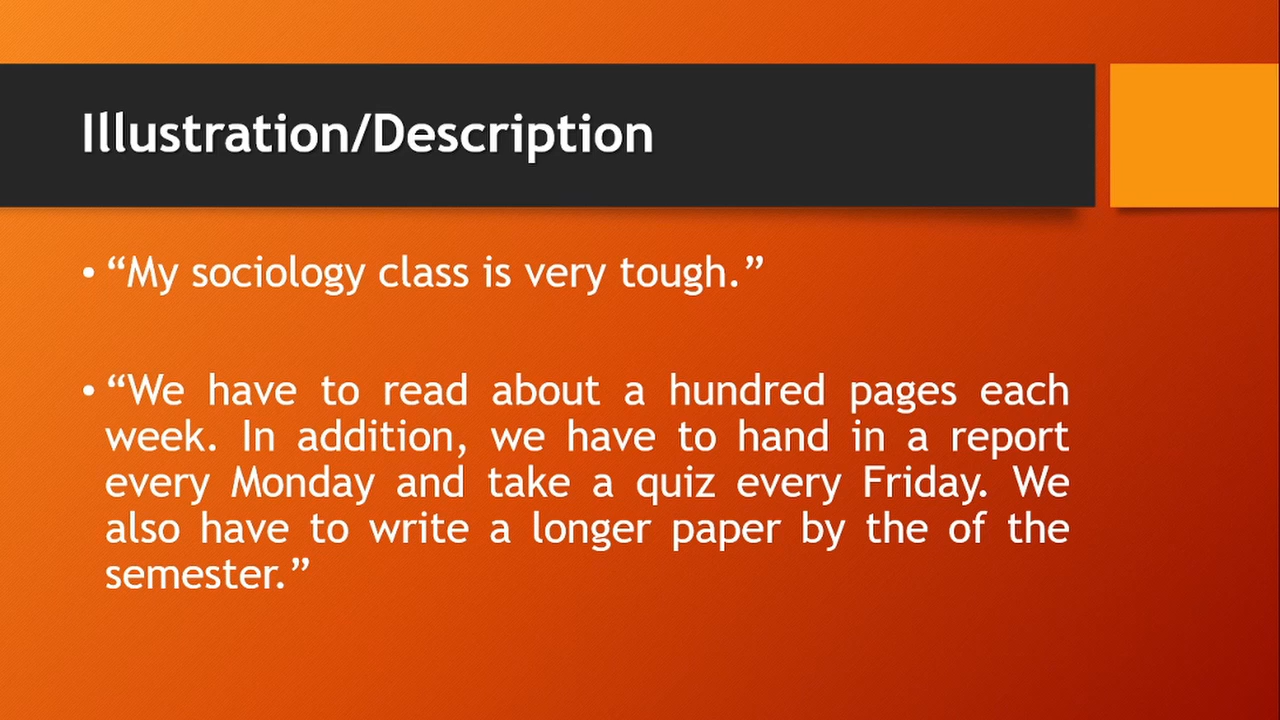 Illustration/Description
• “My sociology class is very tough.”
• “We have to read about a hundred pages each
week. In addition, we have to hand in a report
every Monday and take a quiz every Friday. We
also have to write a longer paper by the of the
semester.”